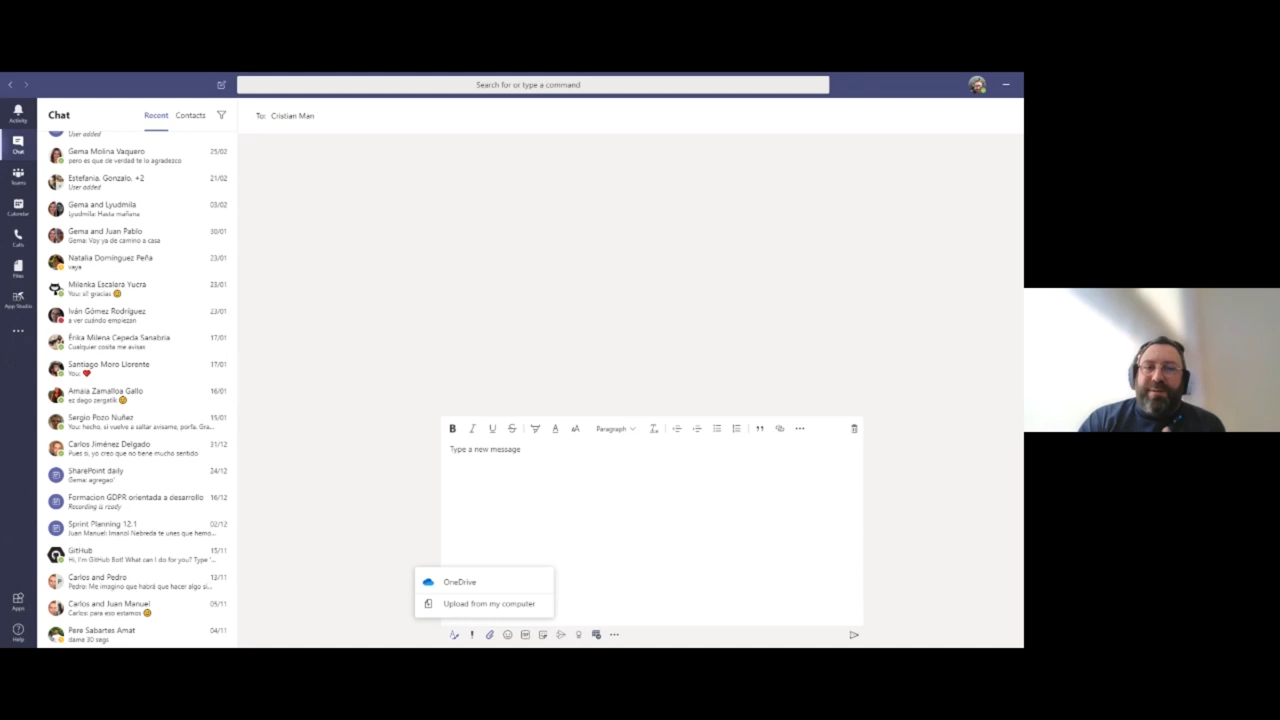 Search for or type a command
Activity
Chat
Teams
Calendar
Calls
Files
App Studio
Apps
Help
Chat
Recent
Contacts
User added
Gema Molina Vaquero 25/02
pero es que de verdad te lo agradezco
Estefania, Gonzalo, +2 21/02
User added
Gema and Lyudmila 03/02
Lyudmila: Hasta mañana
Gema and Juan Pablo 30/01
Gema: Voy ya de camino a casa
Natalia Domínguez Peña 23/01
vaya
Milenka Escalera Yucra 23/01
You: si! gracias
Iván Gómez Rodríguez 23/01
a ver cuándo empiezan
Érika Milena Cepeda Sanabria 17/01
Cualquier cosita me avisas
Santiago Moro Llorente 17/01
You: ❤
Amaia Zamalloa Gallo 16/01
ez dago zergatik
Sergio Pozo Nuñez 15/01
You: hecho, si vuelve a saltar avisarme, porfa. Gra...
Carlos Jiménez Delgado 31/12
Pues si, yo creo que no tiene mucho sentido
SharePoint daily 24/12
Gema: agregao'
Formacion GDPR orientada a desarrollo 16/12
Recording is ready
Sprint Planning 12.1 02/12
Juan Manuel: Imanol Nebreda te unes que hemo...
GitHub 15/11
Hi, I'm GitHub Bot! What can I do for you? Type '...
Carlos and Pedro 13/11
Pedro: Me imagino que habrá que hacer algo si...
Carlos and Juan Manuel 05/11
Carlos: para eso estamos
Pere Sabartes Amat 04/11
dame 30 segs
To: Cristian Man
B I U S A AA Paragraph
Type a new message
OneDrive
Upload from my computer